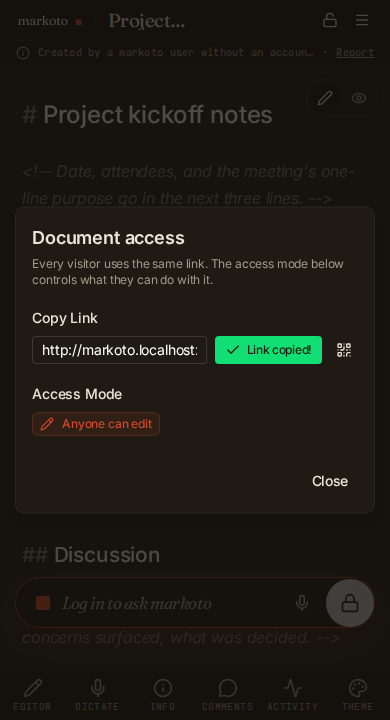 markoto
Project...
Created by a markoto user without an accoun… · Report
# Project kickoff notes
<!-- Date, attendees, and the meeting's one-
line purpose go in the next three lines. -->
Document access
Every visitor uses the same link. The access mode below
controls what they can do with it.
Copy Link
http://markoto.localhost:
Link copied!
Access Mode
Anyone can edit
Close
## Discussion
Log in to ask markoto
concerns surfaced, what was decided. -->
EDITOR DICTATE INFO COMMENTS ACTIVITY THEME